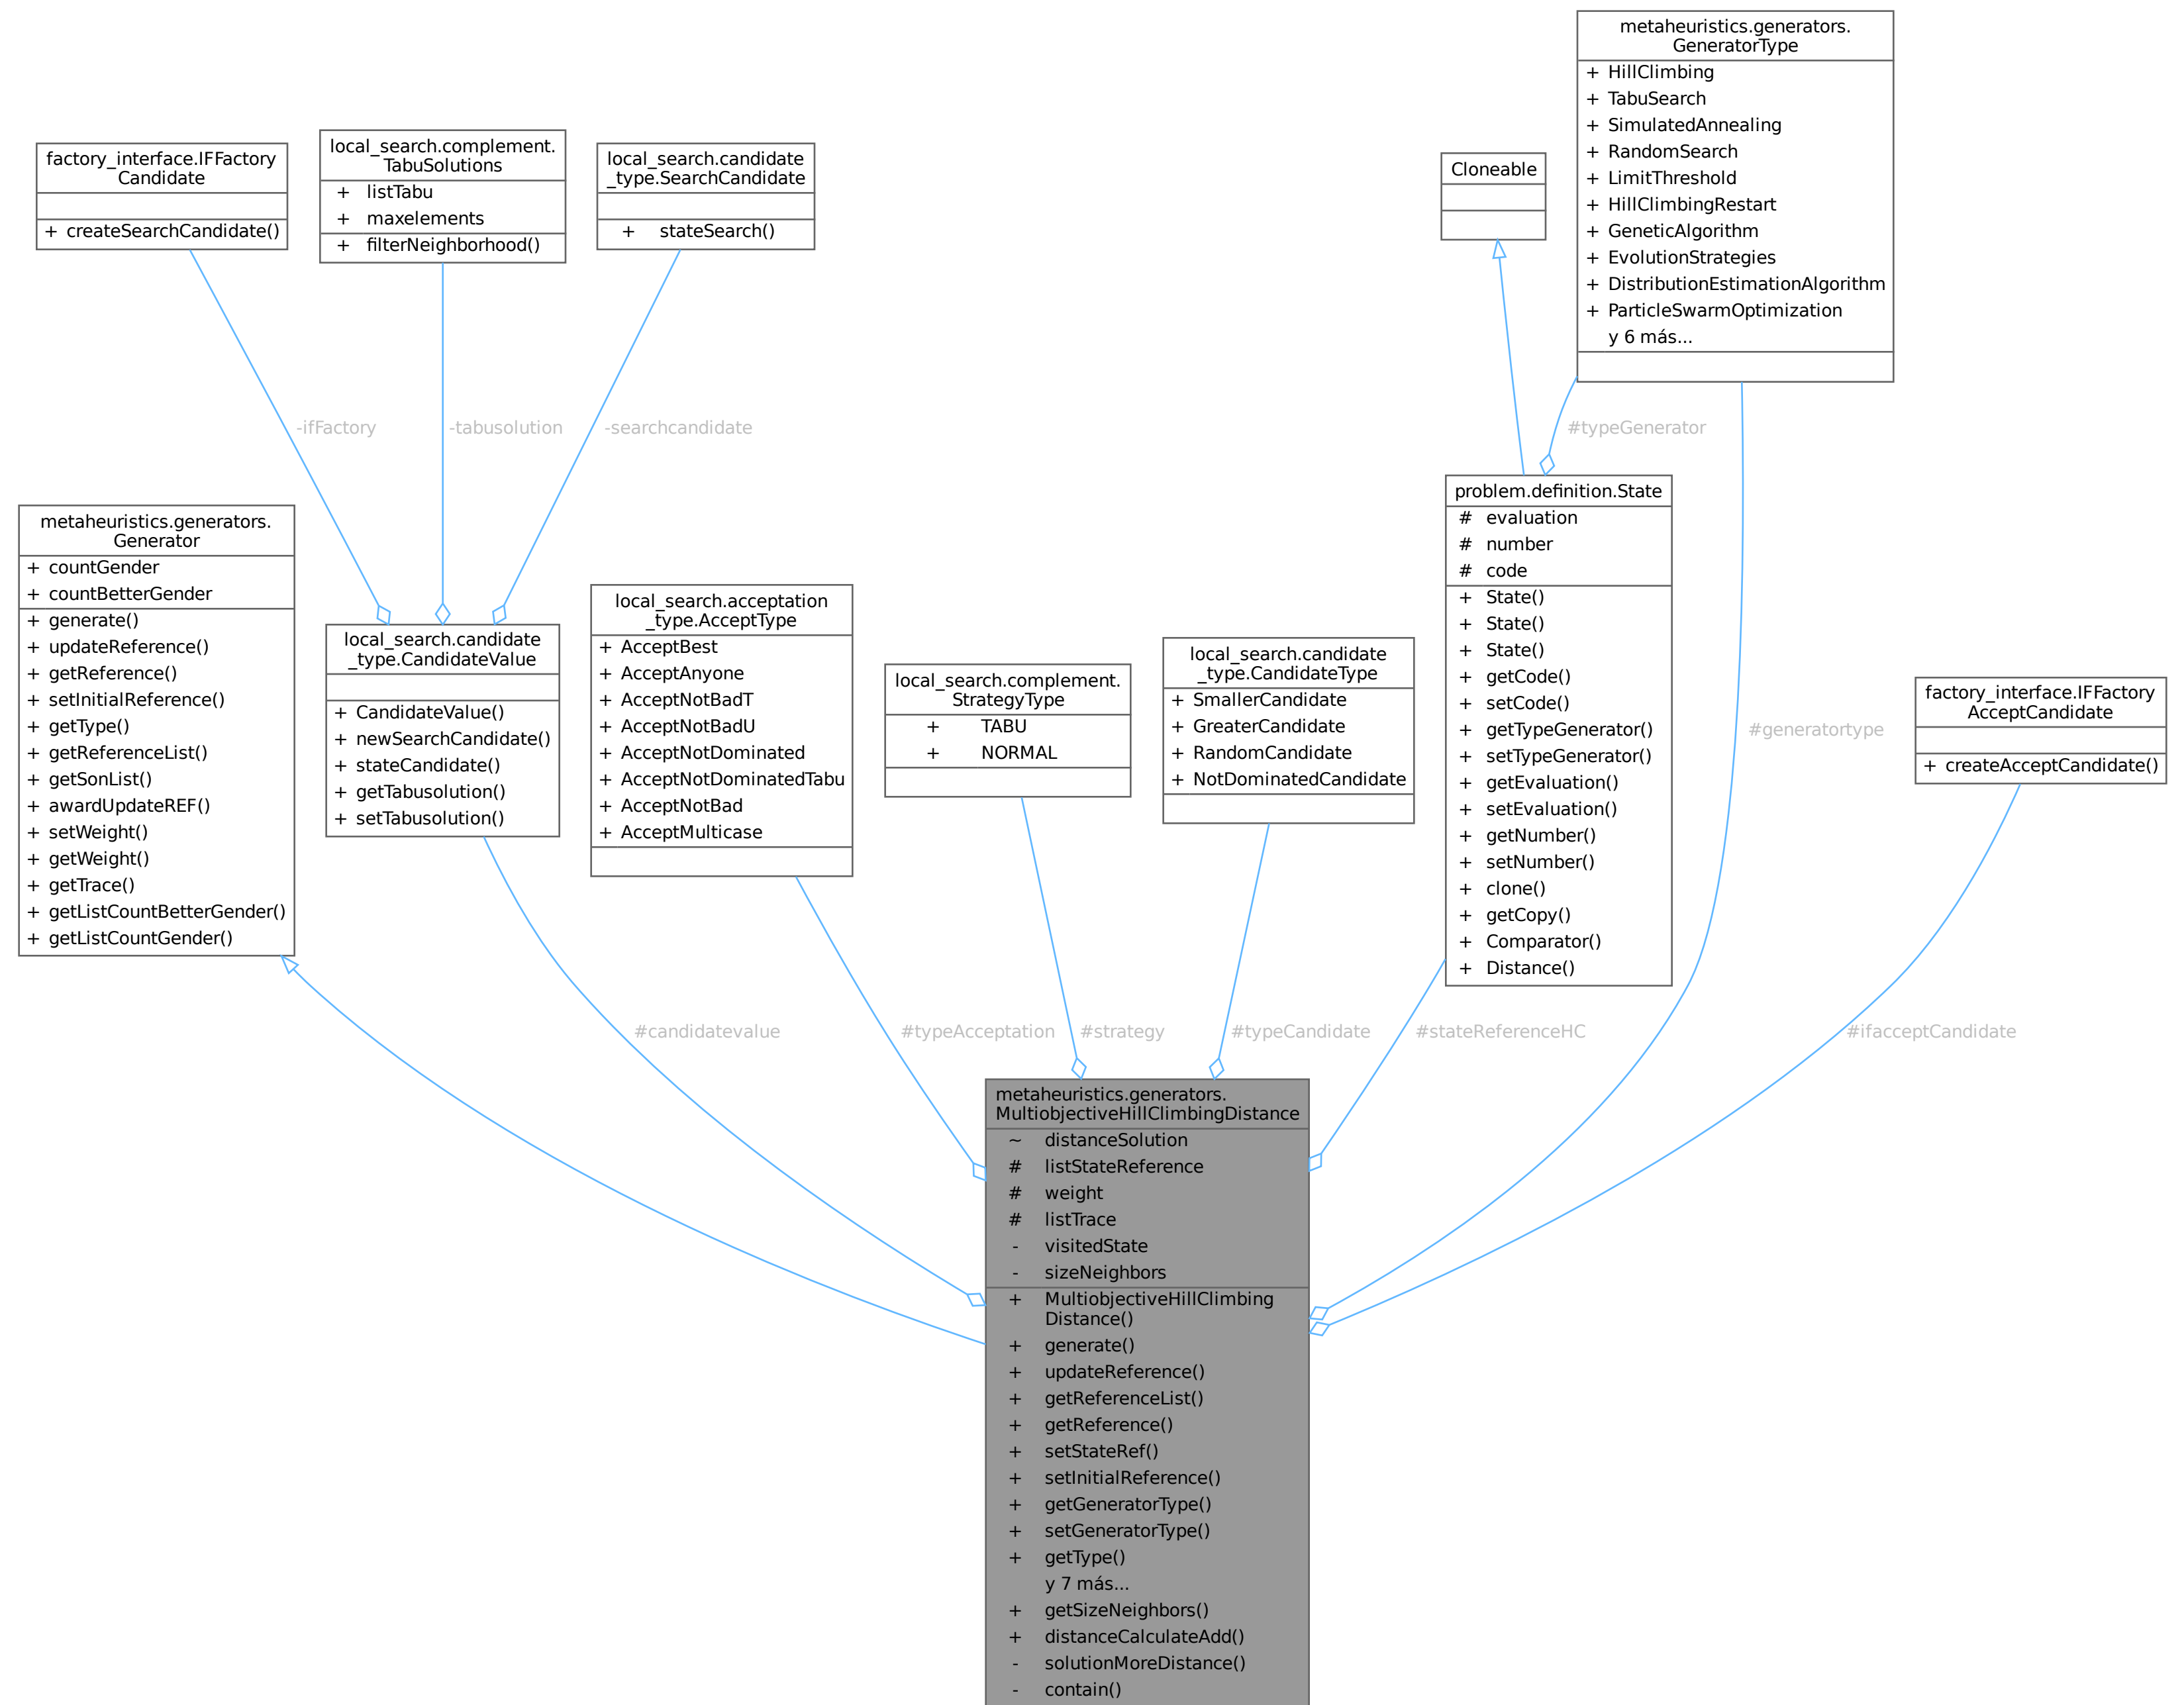 metaheuristics.generators.
GeneratorType
+ HillClimbing
+ TabuSearch
+ SimulatedAnnealing
+ RandomSearch
+ LimitThreshold
+ HillClimbingRestart
+ GeneticAlgorithm
+ EvolutionStrategies
+ DistributionEstimationAlgorithm
+ ParticleSwarmOptimization
y 6 más...
factory_interface.IFFactory
Candidate
+ createSearchCandidate()
local_search.complement.
TabuSolutions
+ listTabu
+ maxelements
+ filterNeighborhood()
local_search.candidate
_type.SearchCandidate
+ stateSearch()
Cloneable
-ifFactory
-tabusolution
-searchcandidate
#typeGenerator
metaheuristics.generators.
Generator
+ countGender
+ countBetterGender
+ generate()
+ updateReference()
+ getReference()
+ setInitialReference()
+ getType()
+ getReferenceList()
+ getSonList()
+ awardUpdateREF()
+ setWeight()
+ getWeight()
+ getTrace()
+ getListCountBetterGender()
+ getListCountGender()
local_search.candidate
_type.CandidateValue
+ CandidateValue()
+ newSearchCandidate()
+ stateCandidate()
+ getTabusolution()
+ setTabusolution()
local_search.acceptation
_type.AcceptType
+ AcceptBest
+ AcceptAnyone
+ AcceptNotBadT
+ AcceptNotBadU
+ AcceptNotDominated
+ AcceptNotDominatedTabu
+ AcceptNotBad
+ AcceptMulticase
local_search.complement.
StrategyType
+ TABU
+ NORMAL
local_search.candidate
_type.CandidateType
+ SmallerCandidate
+ GreaterCandidate
+ RandomCandidate
+ NotDominatedCandidate
problem.definition.State
# evaluation
# number
# code
+ State()
+ State()
+ State()
+ getCode()
+ setCode()
+ getTypeGenerator()
+ setTypeGenerator()
+ getEvaluation()
+ setEvaluation()
+ getNumber()
+ setNumber()
+ clone()
+ getCopy()
+ Comparator()
+ Distance()
#generatortype
factory_interface.IFFactory
AcceptCandidate
+ createAcceptCandidate()
#candidatevalue
#typeAcceptation
#strategy
#typeCandidate
#stateReferenceHC
#ifacceptCandidate
metaheuristics.generators.
MultiobjectiveHillClimbingDistance
~ distanceSolution
# listStateReference
# weight
# listTrace
- visitedState
- sizeNeighbors
+ MultiobjectiveHillClimbing
Distance()
+ generate()
+ updateReference()
+ getReferenceList()
+ getReference()
+ setStateRef()
+ setInitialReference()
+ getGeneratorType()
+ setGeneratorType()
+ getType()
y 7 más...
+ getSizeNeighbors()
+ distanceCalculateAdd()
- solutionMoreDistance()
- contain()